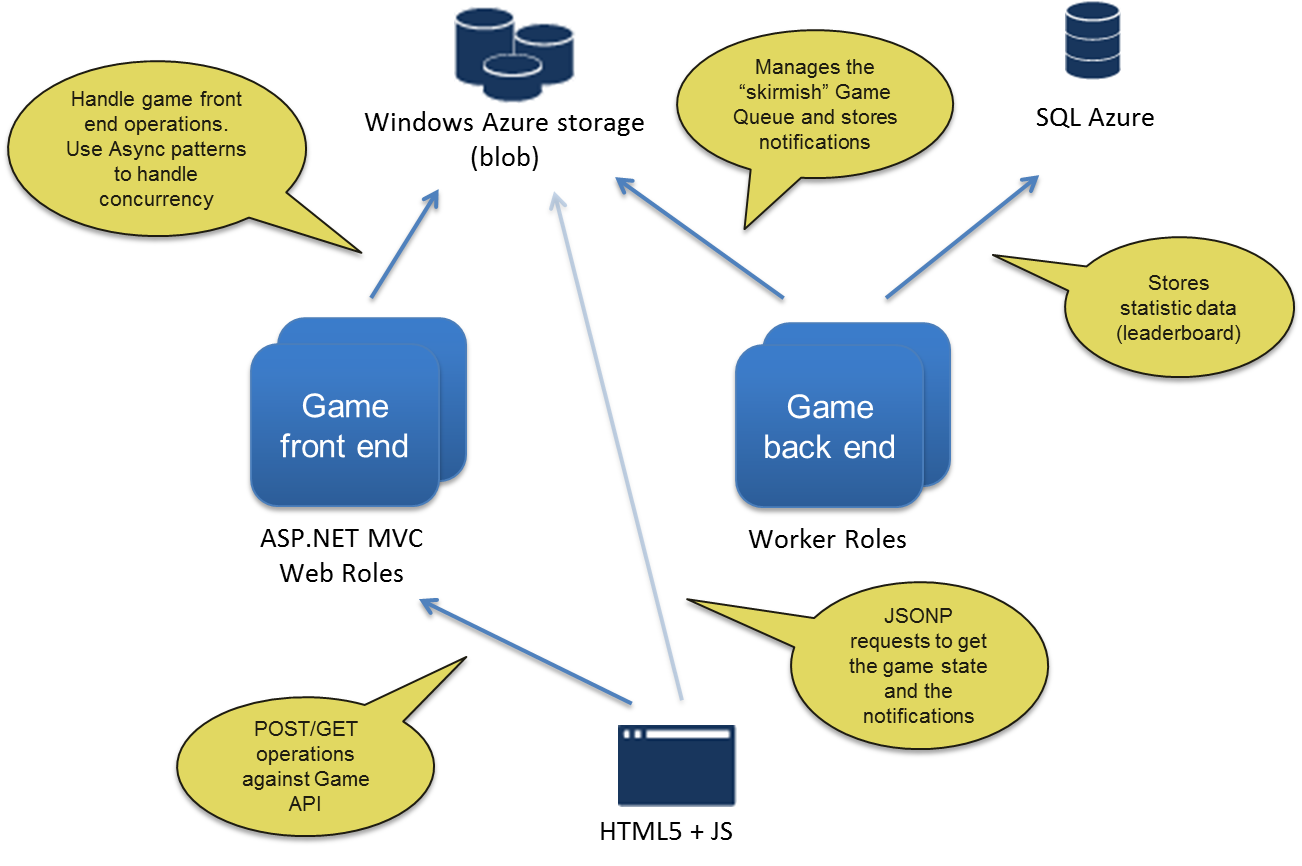 Handle game front
end operations.
Use Async patterns
to handle
concurrency
Windows Azure storage
(blob)
Manages the
“skirmish” Game
Queue and stores
notifications
SQL Azure
Stores
statistic data
(leaderboard)
Game
front end
ASP.NET MVC
Web Roles
Game
back end
Worker Roles
JSONP
requests to get
the game state
and the
notifications
POST/GET
operations
against Game
API
HTML5 + JS